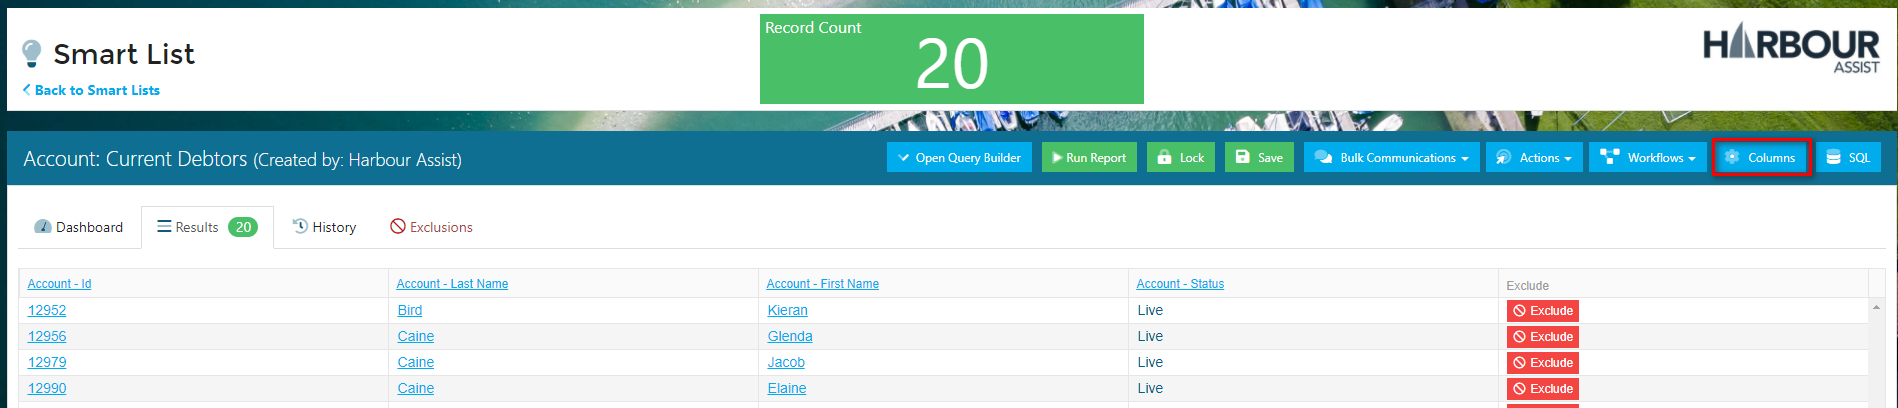 Smart List
Back to Smart Lists
Record Count
20
HARBOUR
ASSIST
Account: Current Debtors (Created by: Harbour Assist)
Open Query Builder
Run Report
Lock
Save
Bulk Communications
Actions
Workflows
Columns
SQL
Dashboard
Results 20
History
Exclusions
Account - Id Account - Last Name Account - First Name Account - Status Exclude
12952 Bird Kieran Live Exclude
12956 Caine Glenda Live Exclude
12979 Caine Jacob Live Exclude
12990 Caine Elaine Live Exclude